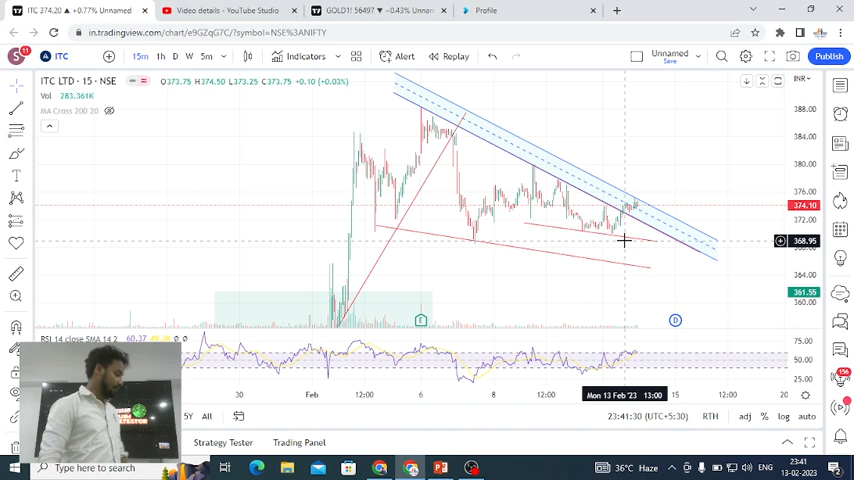 ITC 374.20 ▲ +0.77% Unnamed
Video details - YouTube Studio
GOLD1! 56497 ▼ −0.43% Unnam
Profile
in.tradingview.com/chart/e9GZqG7C/?symbol=NSE%3ANIFTY
S 11 ITC 15m 1h D W 5m Indicators Alert Replay Unnamed Save Publish
ITC LTD · 15 · NSE O373.75 H374.50 L373.25 C373.75 +0.10 (+0.03%)
INR
Vol 283.361K
MA Cross 200 20
388.00
384.00
380.00
376.00
374.10
372.00
368.95
364.00
361.55
360.00
E
D
RSI 14 close SMA 14 2 60.37
75.00
50.00
25.00
156
30 Feb 6 8 12:00 Mon 13 Feb '23 13:00 15 12:00 20
12:00
5Y All 23:41:30 (UTC+5:30) RTH adj % log auto
Strategy Tester Trading Panel
Type here to search
36°C Haze ENG 23:41
13-02-2023